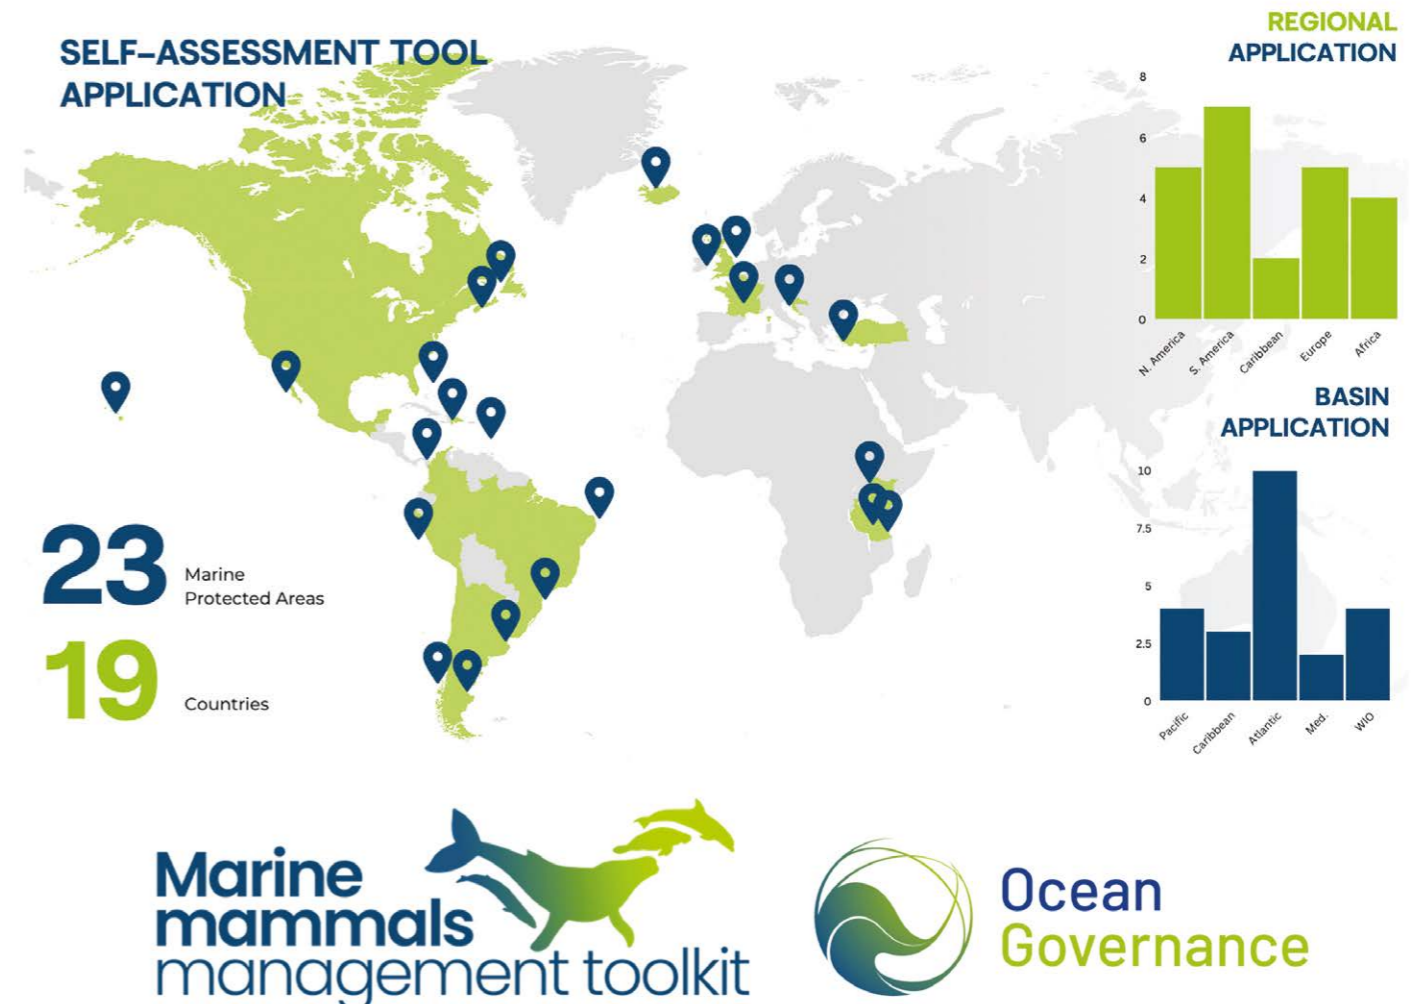 SELF-ASSESSMENT TOOL
APPLICATION
23
Marine
Protected Areas
19
Countries
REGIONAL
APPLICATION
8
6
4
2
0
N. America
S. America
Caribbean
Europe
Africa
BASIN
APPLICATION
10
7.5
5
2.5
0
Pacific
Caribbean
Atlantic
Med.
WIO
Marine
mammals
management toolkit
Ocean
Governance